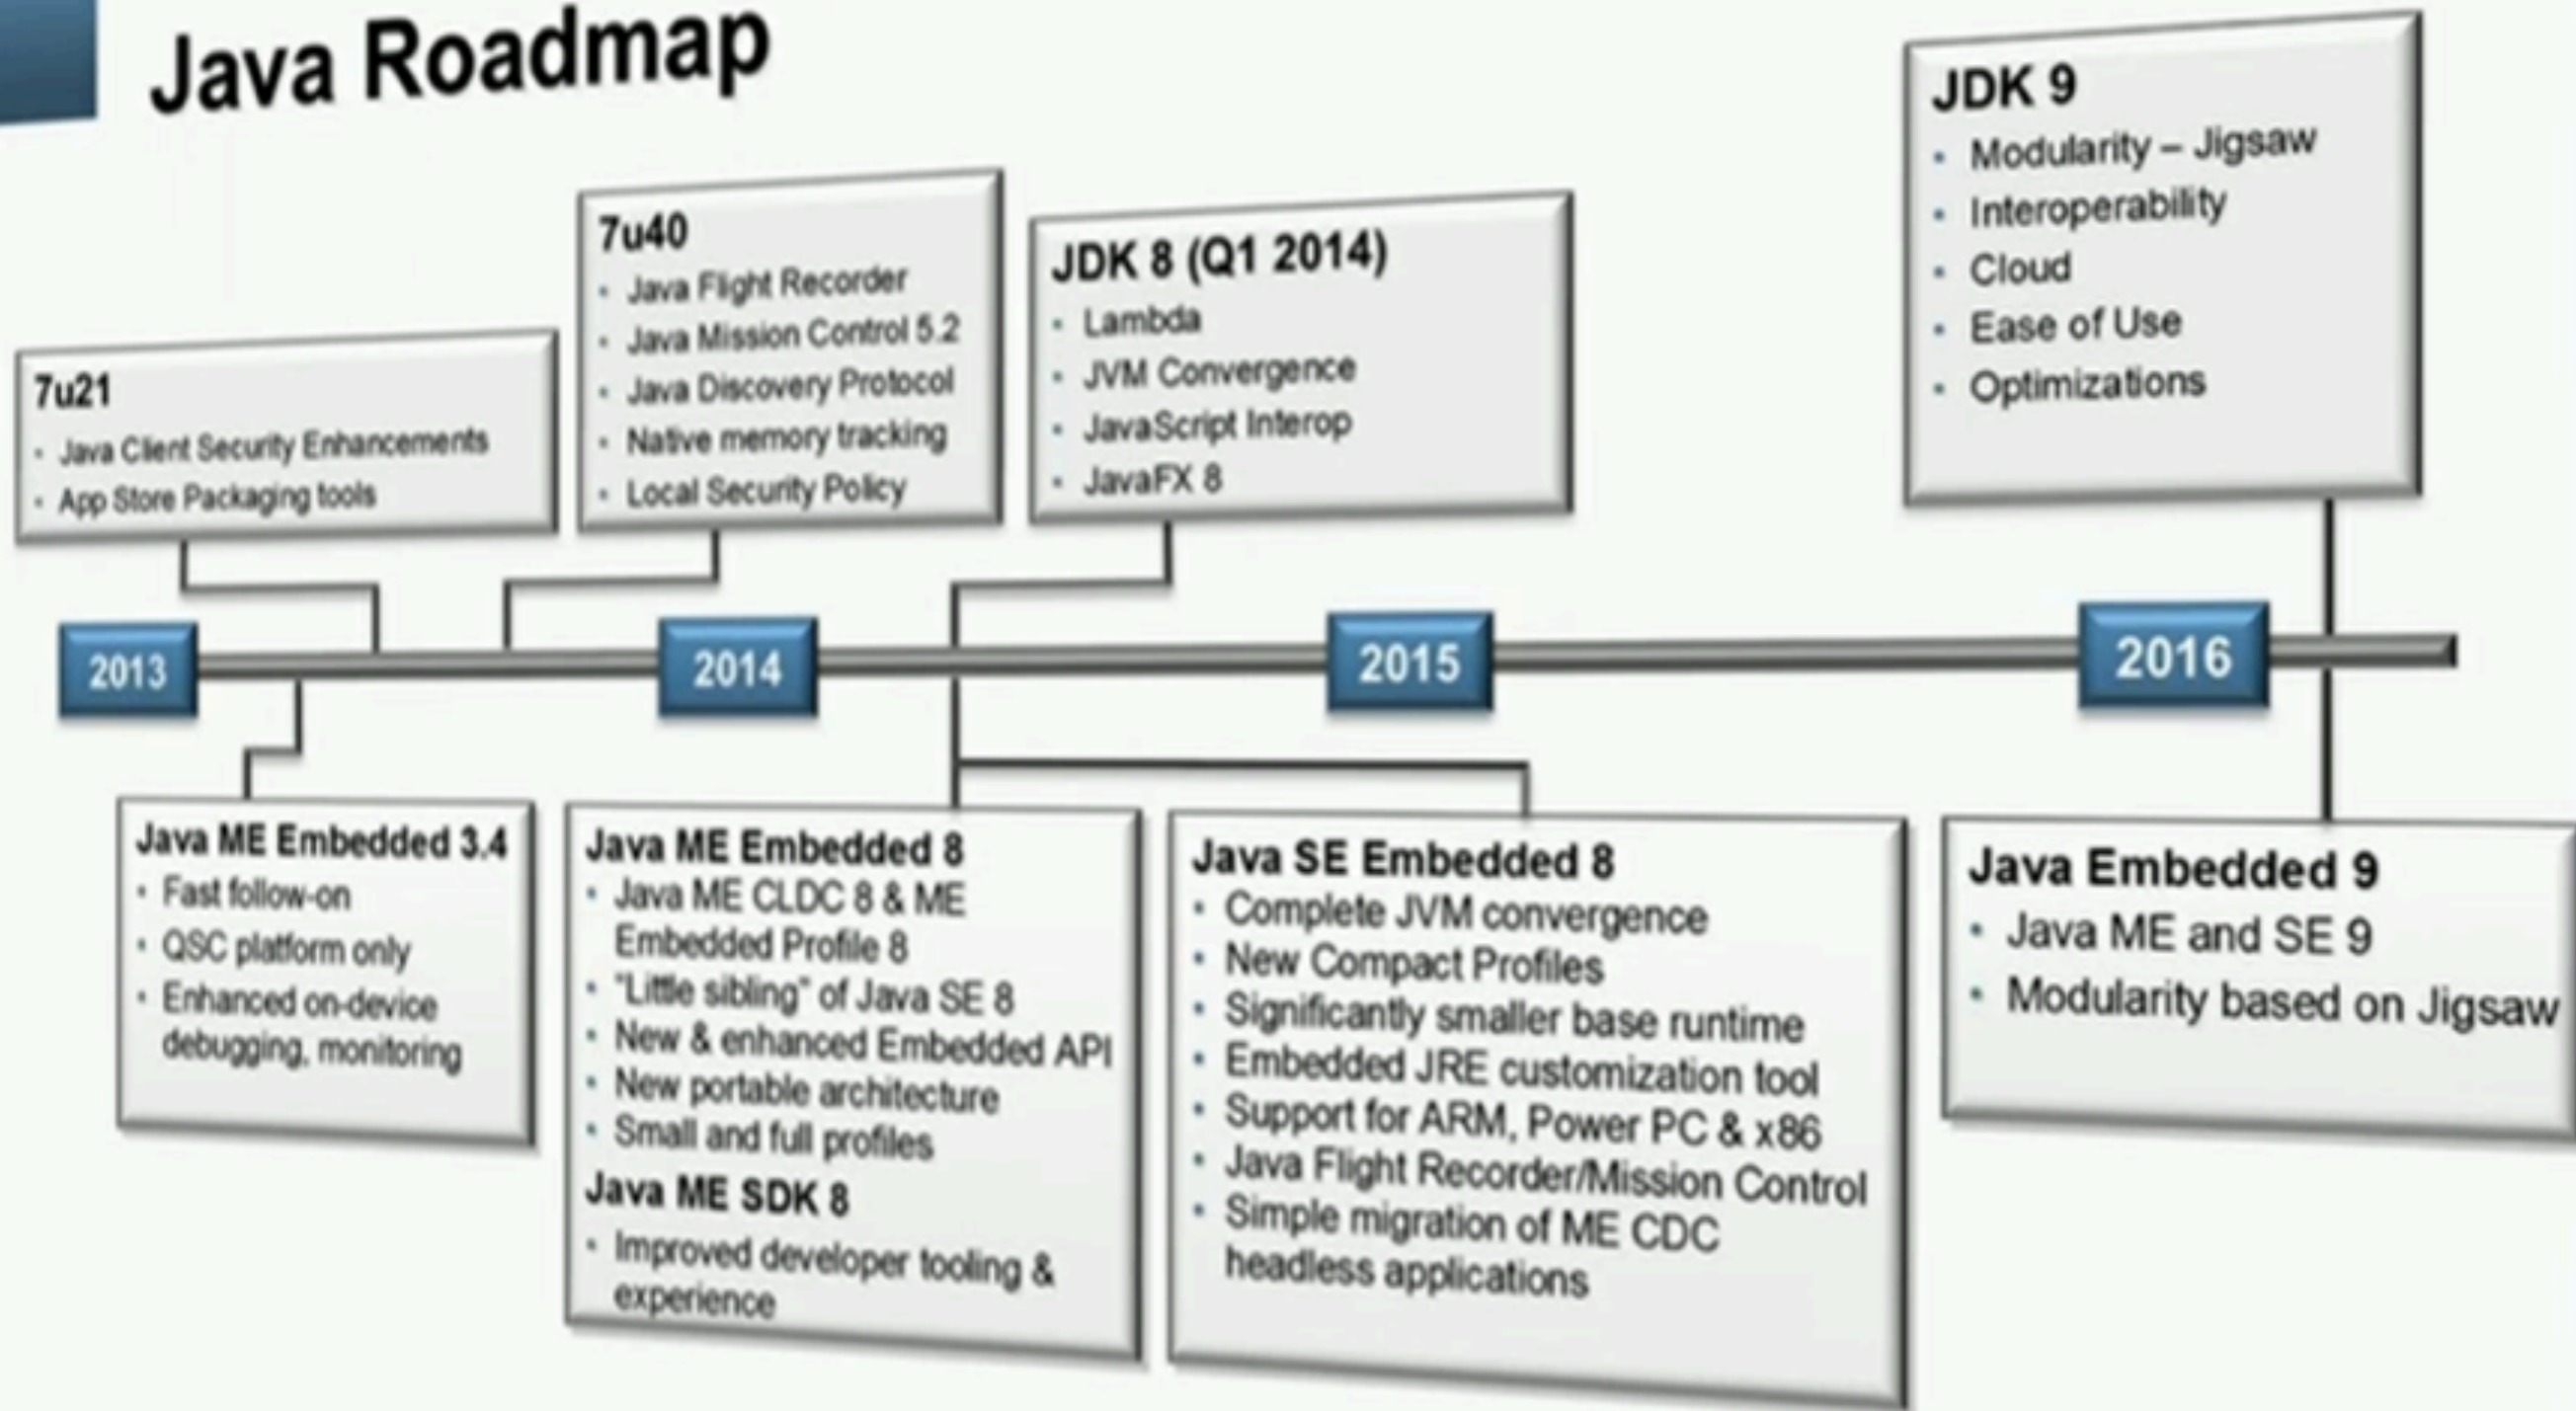 Java Roadmap
JDK 9
Modularity – Jigsaw
Interoperability
Cloud
Ease of Use
Optimizations
7u40
Java Flight Recorder
Java Mission Control 5.2
Java Discovery Protocol
Native memory tracking
Local Security Policy
JDK 8 (Q1 2014)
Lambda
JVM Convergence
JavaScript Interop
JavaFX 8
7u21
Java Client Security Enhancements
App Store Packaging tools
2013
2014
2015
2016
Java ME Embedded 3.4
Fast follow-on
QSC platform only
Enhanced on-device
debugging, monitoring
Java ME Embedded 8
Java ME CLDC 8 & ME
Embedded Profile 8
"Little sibling" of Java SE 8
New & enhanced Embedded API
New portable architecture
Small and full profiles
Java ME SDK 8
Improved developer tooling &
experience
Java SE Embedded 8
Complete JVM convergence
New Compact Profiles
Significantly smaller base runtime
Embedded JRE customization tool
Support for ARM, Power PC & x86
Java Flight Recorder/Mission Control
Simple migration of ME CDC
headless applications
Java Embedded 9
Java ME and SE 9
Modularity based on Jigsaw